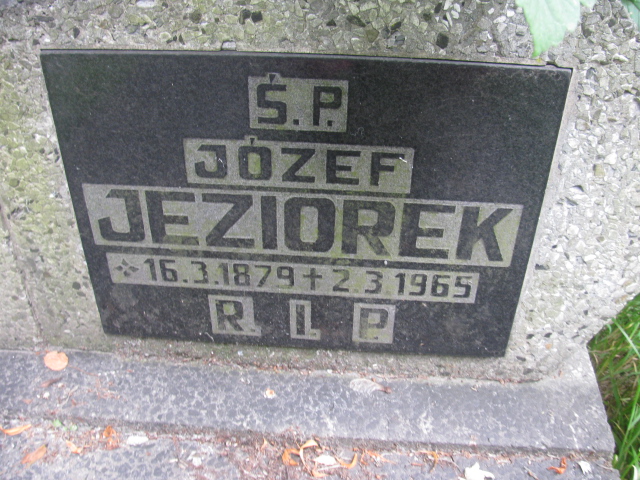 Ś.P.
JÓZEF
JEZIOREK
* 16.3.1879 + 2.3.1965
R. I. P